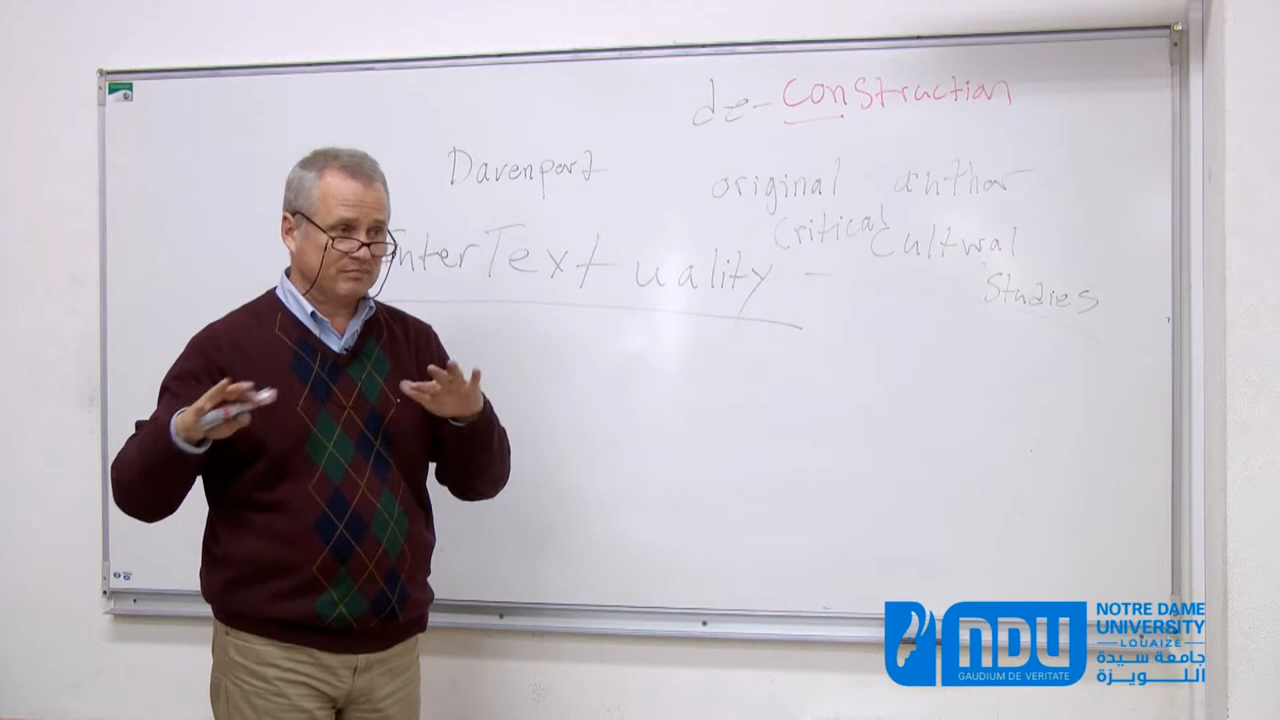 de-construction
Davenport
original author
InterTextuality -
Critical Cultural
Studies
NDU
GAUDIUM DE VERITATE
NOTRE DAME
UNIVERSITY
LOUAIZE
جامعة سيدة
اللويزة